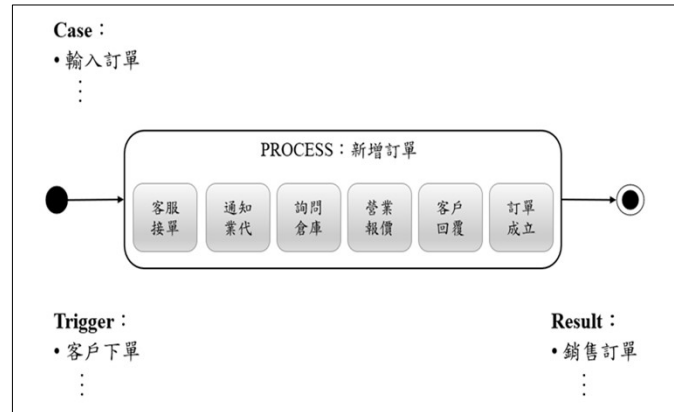 Case：
• 輸入訂單
⋮
PROCESS：新增訂單
客服
接單
通知
業代
詢問
倉庫
營業
報價
客戶
回覆
訂單
成立
Trigger：
• 客戶下單
⋮
Result：
• 銷售訂單
⋮